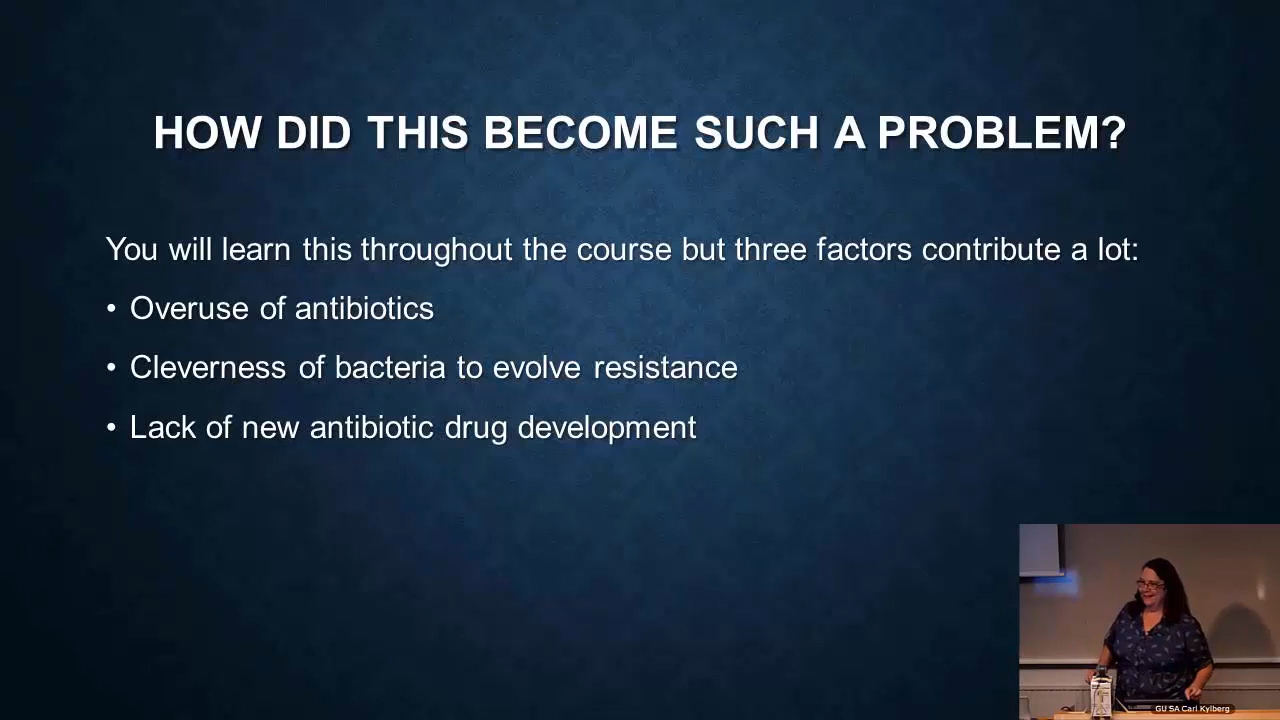 HOW DID THIS BECOME SUCH A PROBLEM?
You will learn this throughout the course but three factors contribute a lot:
• Overuse of antibiotics
• Cleverness of bacteria to evolve resistance
• Lack of new antibiotic drug development
GU SA Carl Kylberg